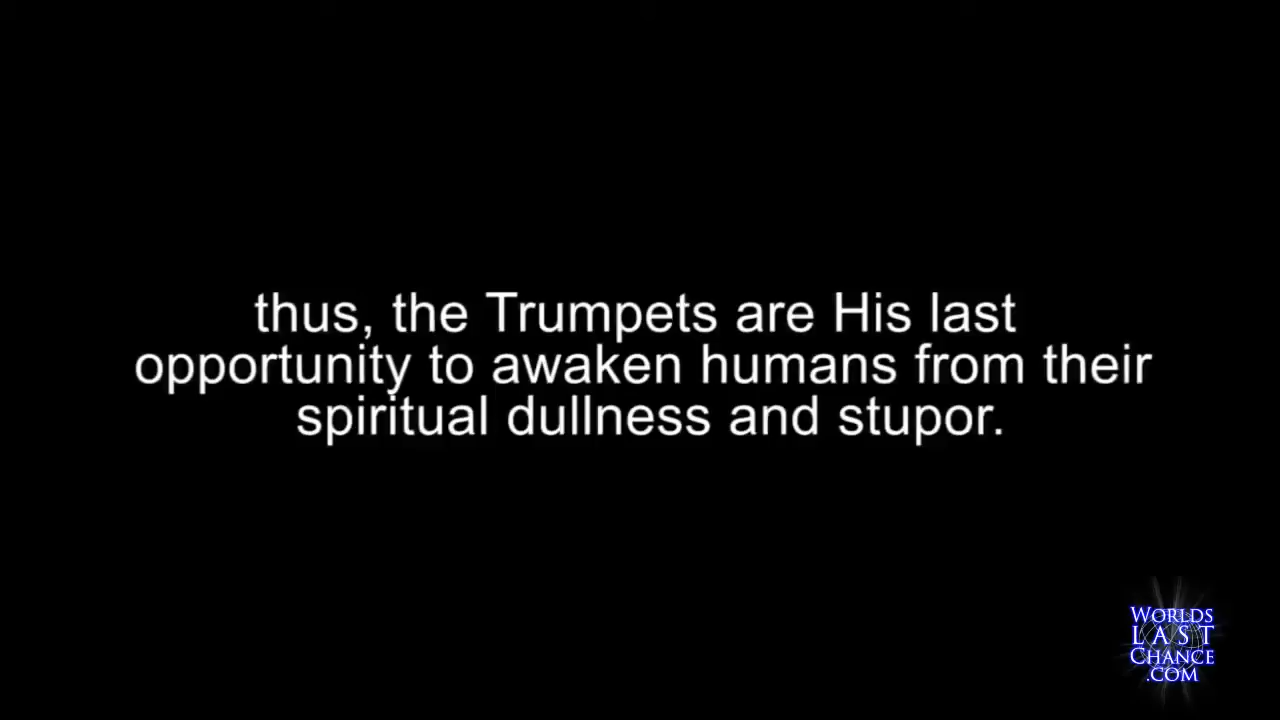 thus, the Trumpets are His last
opportunity to awaken humans from their
spiritual dullness and stupor.
WORLDS
LAST
CHANCE
.COM